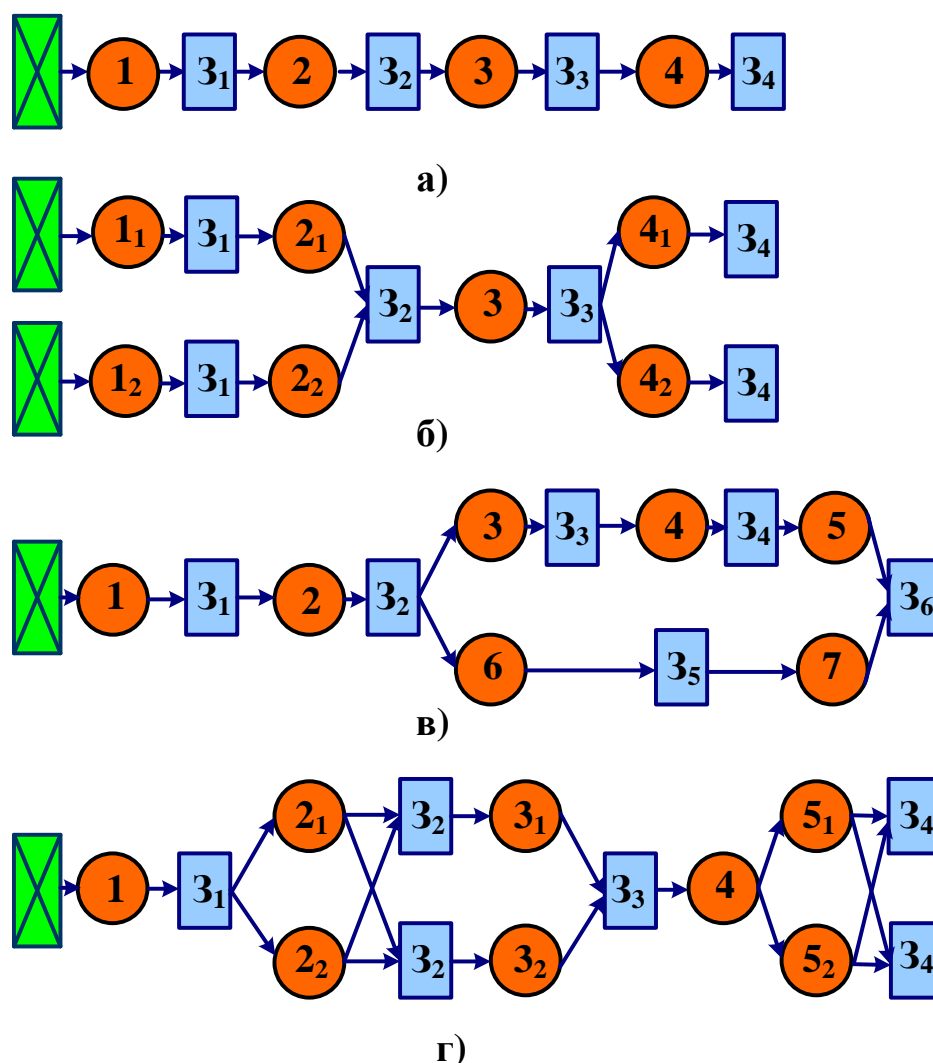 1 З₁ 2 З₂ 3 З₃ 4 З₄
а)
1₁ З₁ 2₁ 4₁ З₄
З₂ 3 З₃
1₂ З₁ 2₂ 4₂ З₄
б)
3 З₃ 4 З₄ 5
1 З₁ 2 З₂ З₆
6 З₅ 7
в)
2₁ З₂ 3₁ 5₁ З₄
1 З₁ З₃ 4
2₂ З₂ 3₂ 5₂ З₄
г)